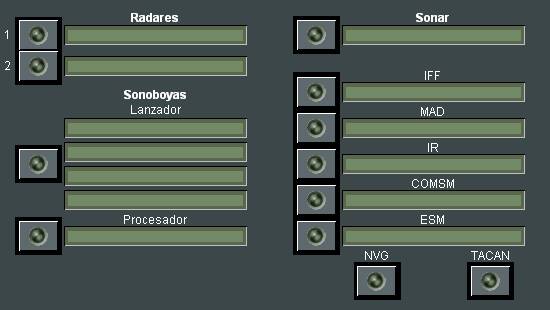 Radares
1
2
Sonoboyas
Lanzador
Procesador
Sonar
IFF
MAD
IR
COMSM
ESM
NVG
TACAN